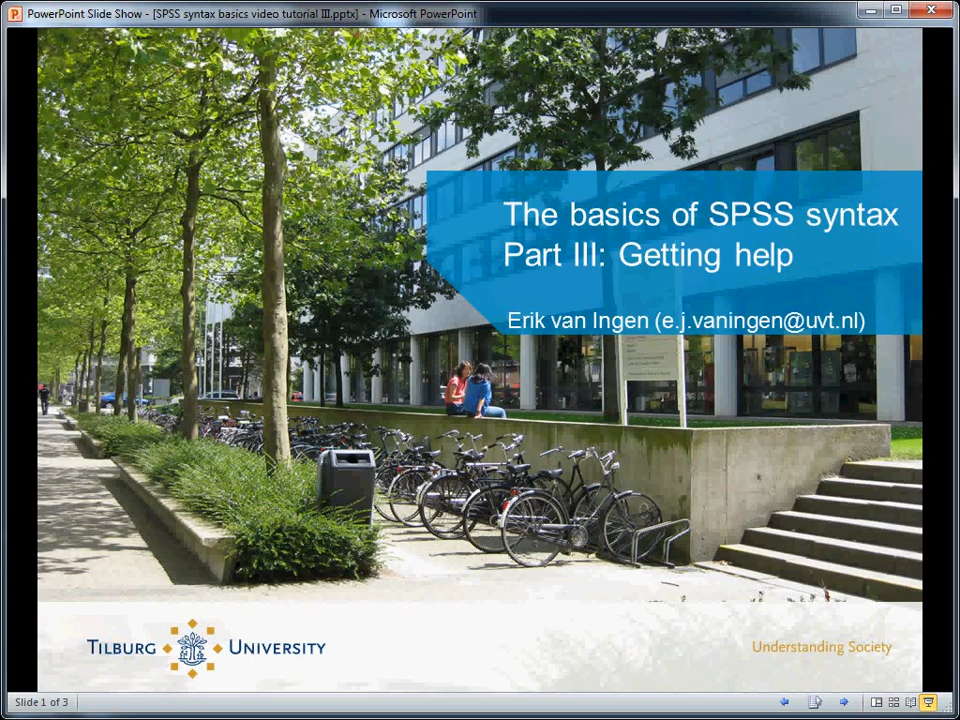 PowerPoint Slide Show - [SPSS syntax basics video tutorial III.pptx] - Microsoft PowerPoint
The basics of SPSS syntax
Part III: Getting help
Erik van Ingen (e.j.vaningen@uvt.nl)
TILBURG UNIVERSITY
Understanding Society
Slide 1 of 3